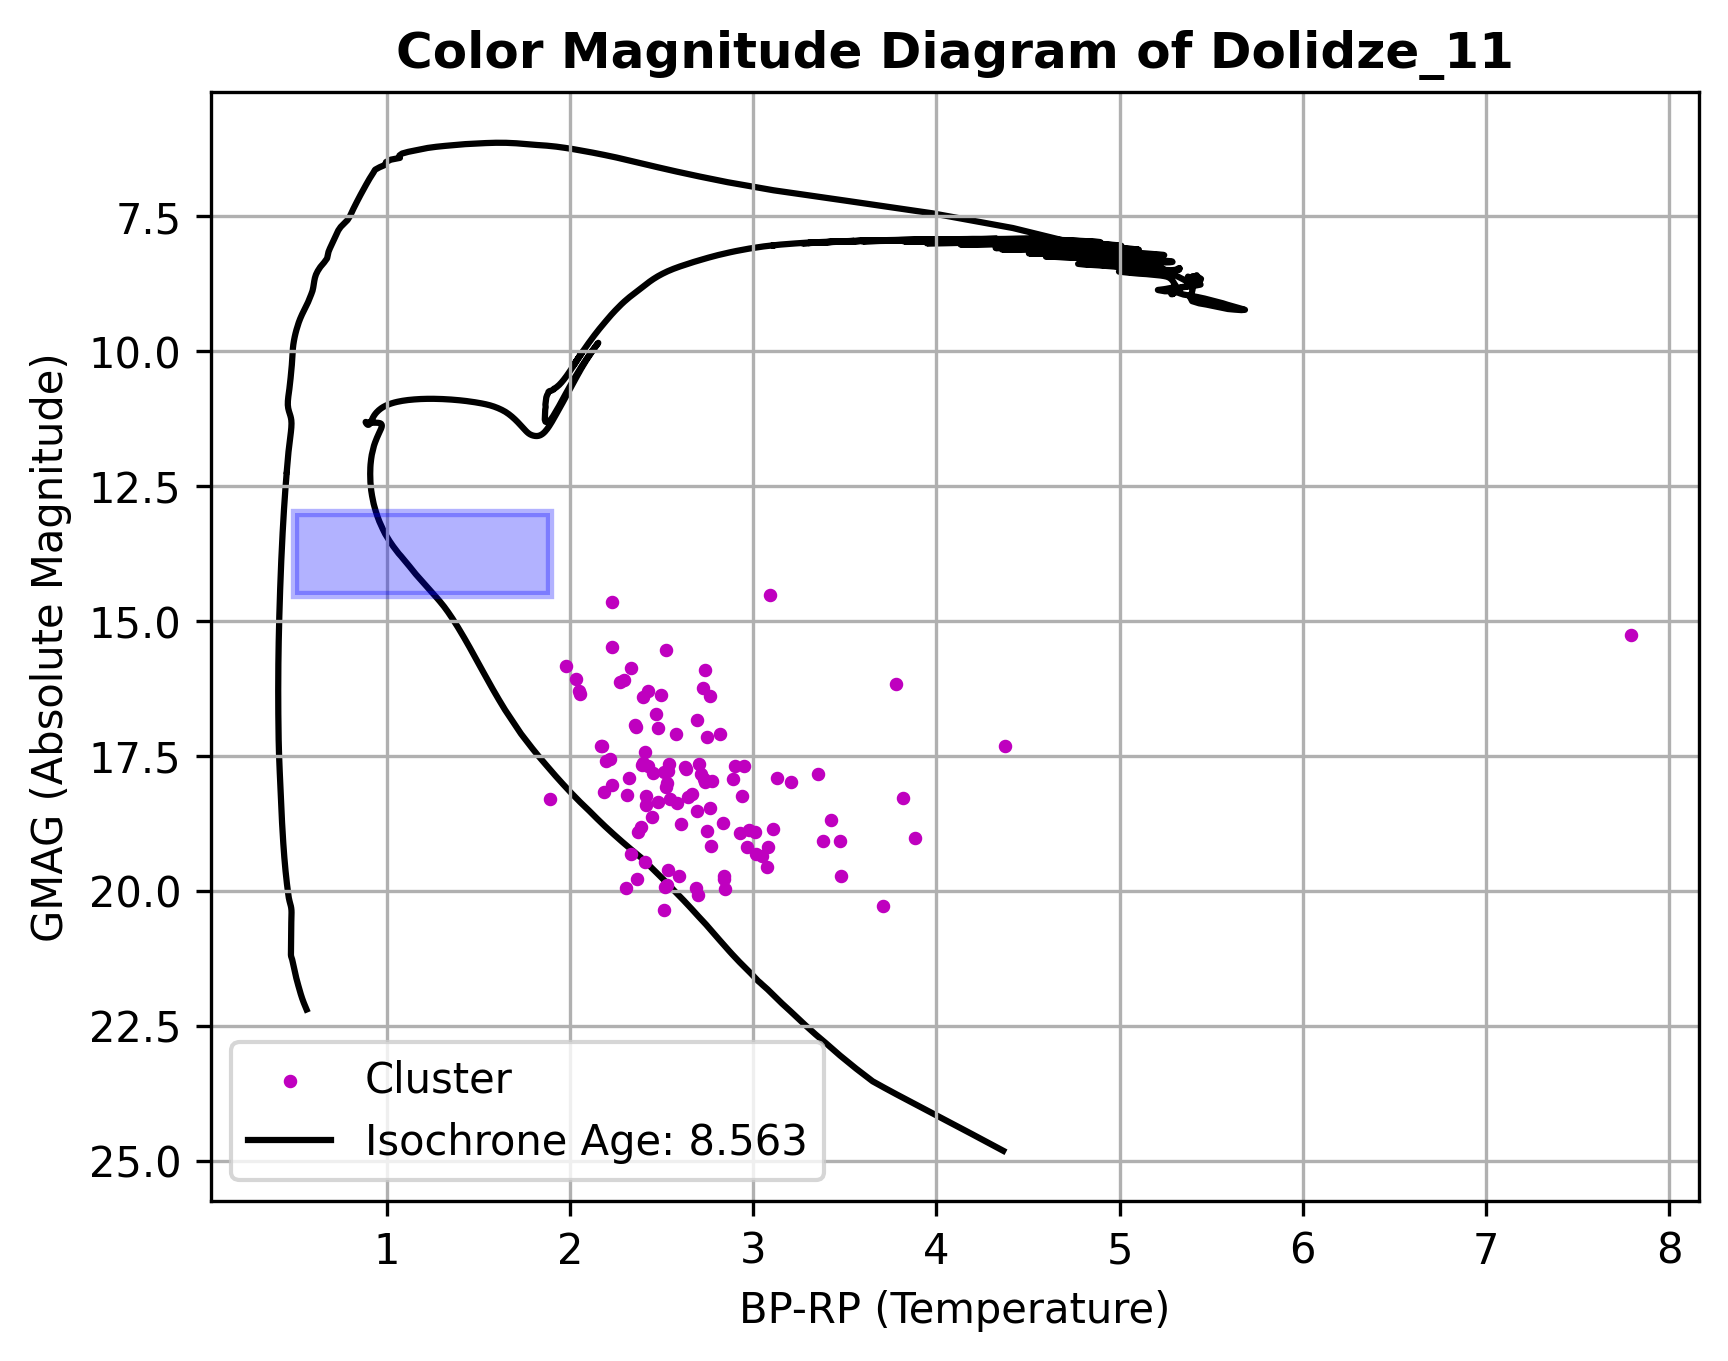 Color Magnitude Diagram of Dolidze_11
GMAG (Absolute Magnitude)
7.5
10.0
12.5
15.0
17.5
20.0
22.5
25.0
Cluster
Isochrone Age: 8.563
1 2 3 4 5 6 7 8
BP-RP (Temperature)